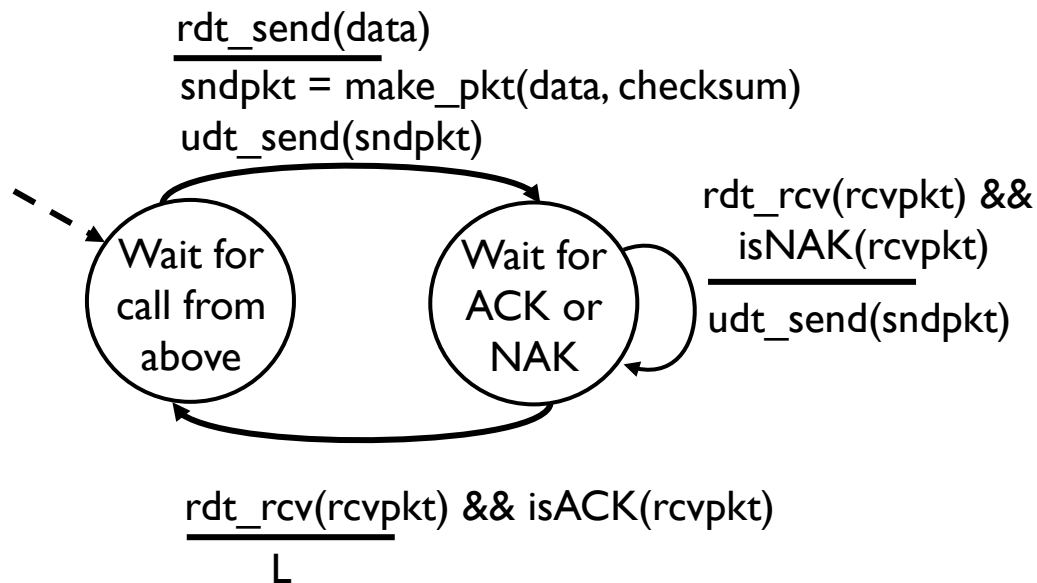 rdt_send(data)
sndpkt = make_pkt(data, checksum)
udt_send(sndpkt)
rdt_rcv(rcvpkt) &&
isNAK(rcvpkt)
udt_send(sndpkt)
Wait for
call from
above
Wait for
ACK or
NAK
rdt_rcv(rcvpkt) && isACK(rcvpkt)
L